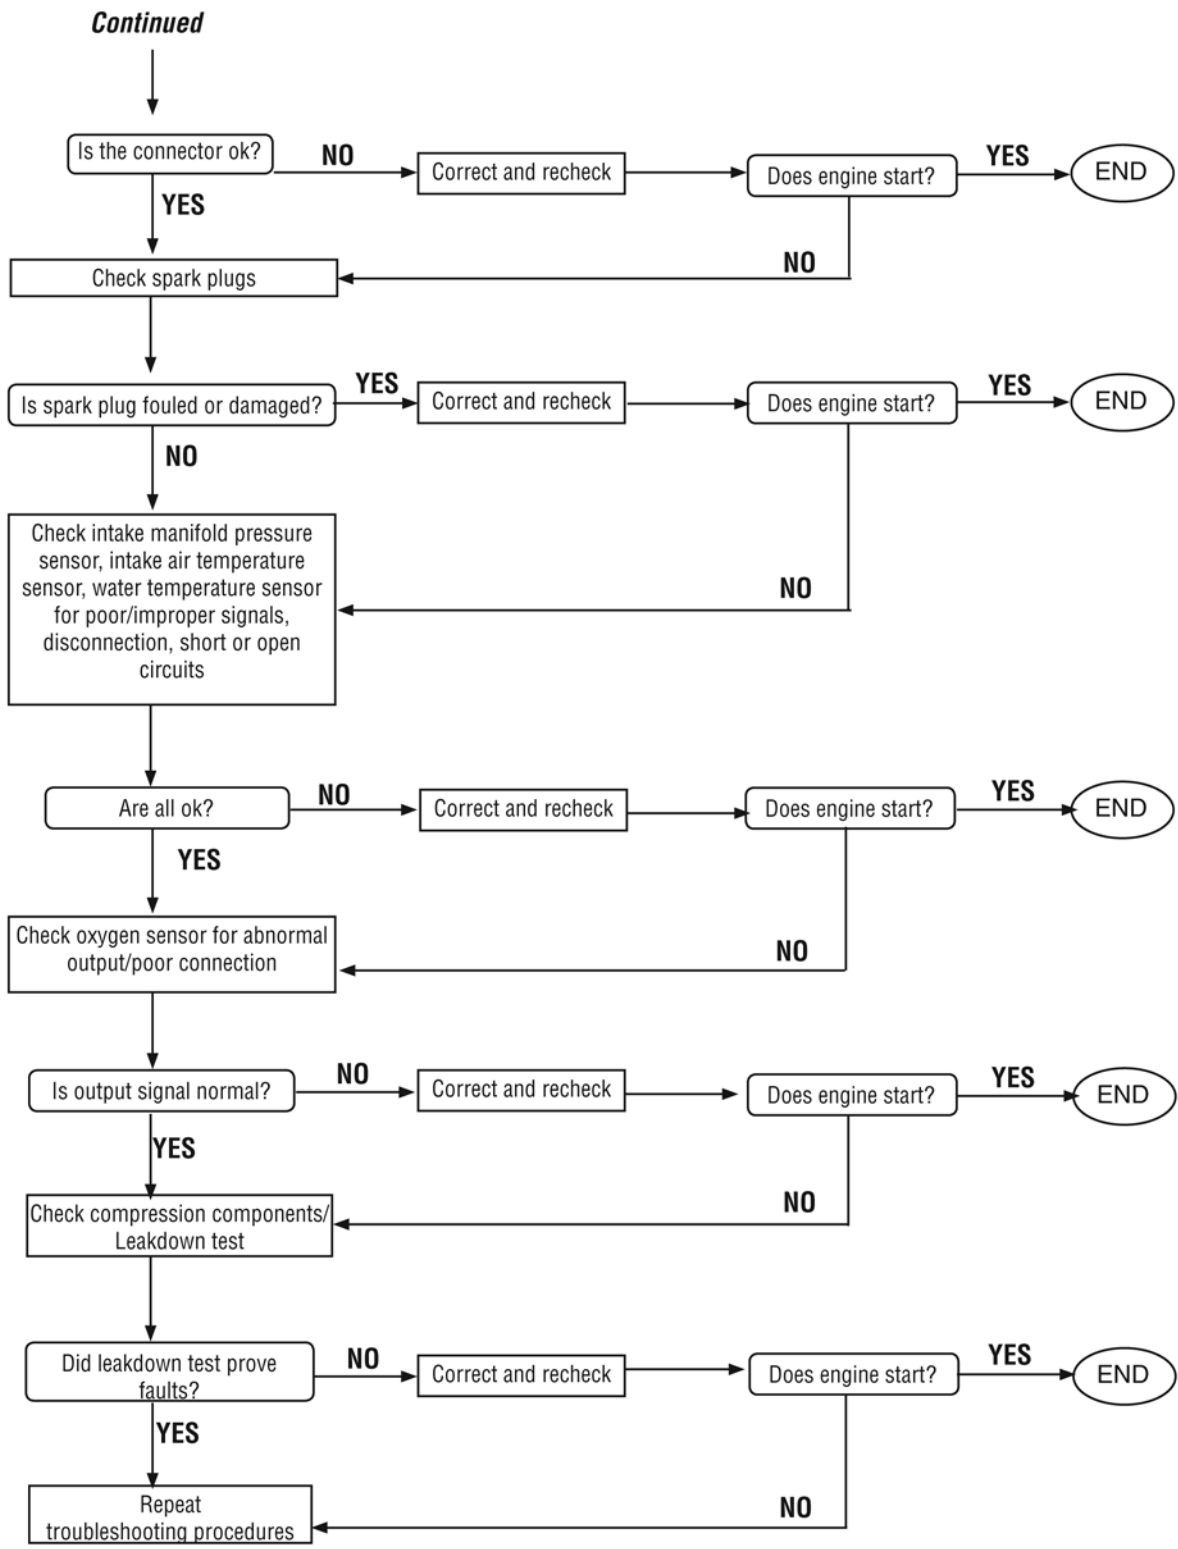 Continued
Is the connector ok?
NO
Correct and recheck
Does engine start?
YES
END
YES
NO
Check spark plugs
Is spark plug fouled or damaged?
YES
Correct and recheck
Does engine start?
YES
END
NO
Check intake manifold pressure
sensor, intake air temperature
sensor, water temperature sensor
for poor/improper signals,
disconnection, short or open
circuits
NO
Are all ok?
NO
Correct and recheck
Does engine start?
YES
END
YES
Check oxygen sensor for abnormal
output/poor connection
NO
Is output signal normal?
NO
Correct and recheck
Does engine start?
YES
END
YES
NO
Check compression components/
Leakdown test
Did leakdown test prove
faults?
NO
Correct and recheck
Does engine start?
YES
END
YES
NO
Repeat
troubleshooting procedures